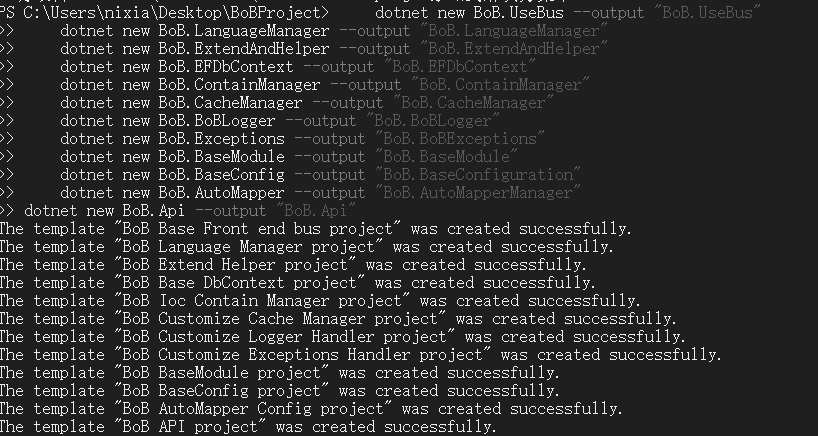 PS C:\Users\nixia\Desktop\BoBProject>     dotnet new BoB.UseBus --output "BoB.UseBus"
>>     dotnet new BoB.LanguageManager --output "BoB.LanguageManager"
>>     dotnet new BoB.ExtendAndHelper --output "BoB.ExtendAndHelper"
>>     dotnet new BoB.EFDbContext --output "BoB.EFDbContext"
>>     dotnet new BoB.ContainManager --output "BoB.ContainManager"
>>     dotnet new BoB.CacheManager --output "BoB.CacheManager"
>>     dotnet new BoB.BoBLogger --output "BoB.BoBLogger"
>>     dotnet new BoB.Exceptions --output "BoB.BoBExceptions"
>>     dotnet new BoB.BaseModule --output "BoB.BaseModule"
>>     dotnet new BoB.BaseConfig --output "BoB.BaseConfiguration"
>>     dotnet new BoB.AutoMapper --output "BoB.AutoMapperManager"
>> dotnet new BoB.Api --output "BoB.Api"
The template "BoB Base Front end bus project" was created successfully.
The template "BoB Language Manager project" was created successfully.
The template "BoB Extend Helper project" was created successfully.
The template "BoB Base DbContext project" was created successfully.
The template "BoB Ioc Contain Manager project" was created successfully.
The template "BoB Customize Cache Manager project" was created successfully.
The template "BoB Customize Logger Handler project" was created successfully.
The template "BoB Customize Exceptions Handler project" was created successfully.
The template "BoB BaseModule project" was created successfully.
The template "BoB BaseConfig project" was created successfully.
The template "BoB AutoMapper Config project" was created successfully.
The template "BoB API project" was created successfully.